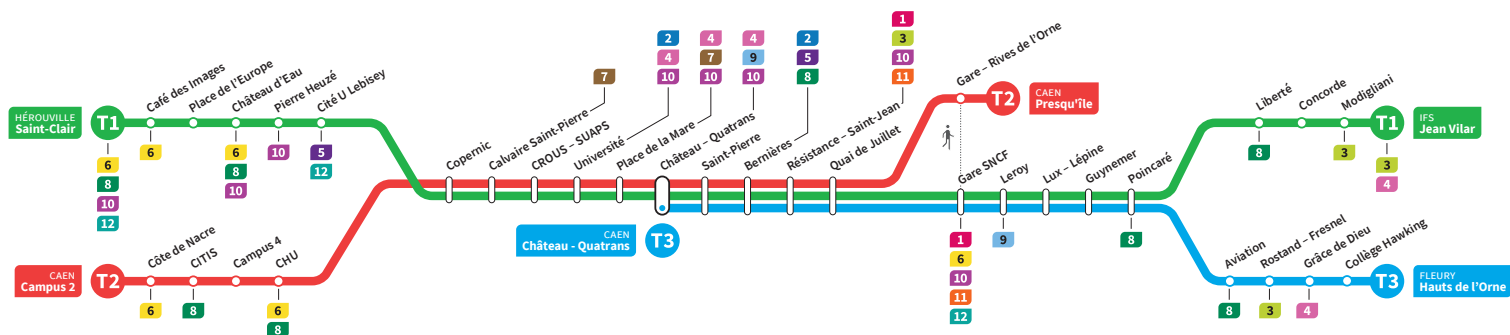 HÉROUVILLE
Saint-Clair
T1
6
8
10
12
Café des Images
6
Place de l'Europe
Château d'Eau
6
8
10
Pierre Heuzé
10
Cité U Lebisey
5
12
CAEN
Campus 2
T2
Côte de Nacre
6
CITIS
8
Campus 4
CHU
6
8
Copernic
Calvaire Saint-Pierre
7
CROUS – SUAPS
Université
2
4
10
Place de la Mare
4
7
10
Château – Quatrans
4
9
10
CAEN
Château - Quatrans
T3
Saint-Pierre
Bernières
2
5
8
Résistance – Saint-Jean
1
3
10
11
Quai de Juillet
Gare – Rives de l'Orne
T2
CAEN
Presqu'île
Gare SNCF
1
6
10
11
12
Leroy
9
Lux – Lépine
Guynemer
Poincaré
8
Liberté
8
Concorde
Modigliani
3
T1
IFS
Jean Vilar
3
4
Aviation
8
Rostand – Fresnel
3
Grâce de Dieu
4
Collège Hawking
T3
FLEURY
Hauts de l'Orne